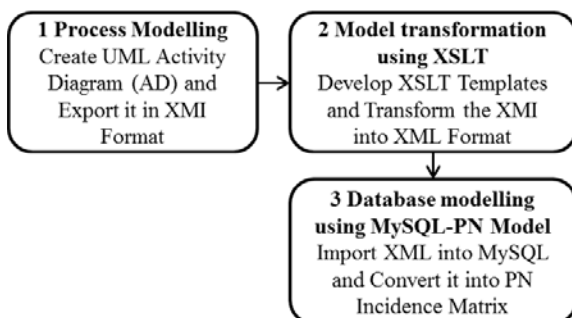 1 Process Modelling
Create UML Activity
Diagram (AD) and
Export it in XMI
Format
2 Model transformation
using XSLT
Develop XSLT Templates
and Transform the XMI
into XML Format
3 Database modelling
using MySQL-PN Model
Import XML into MySQL
and Convert it into PN
Incidence Matrix